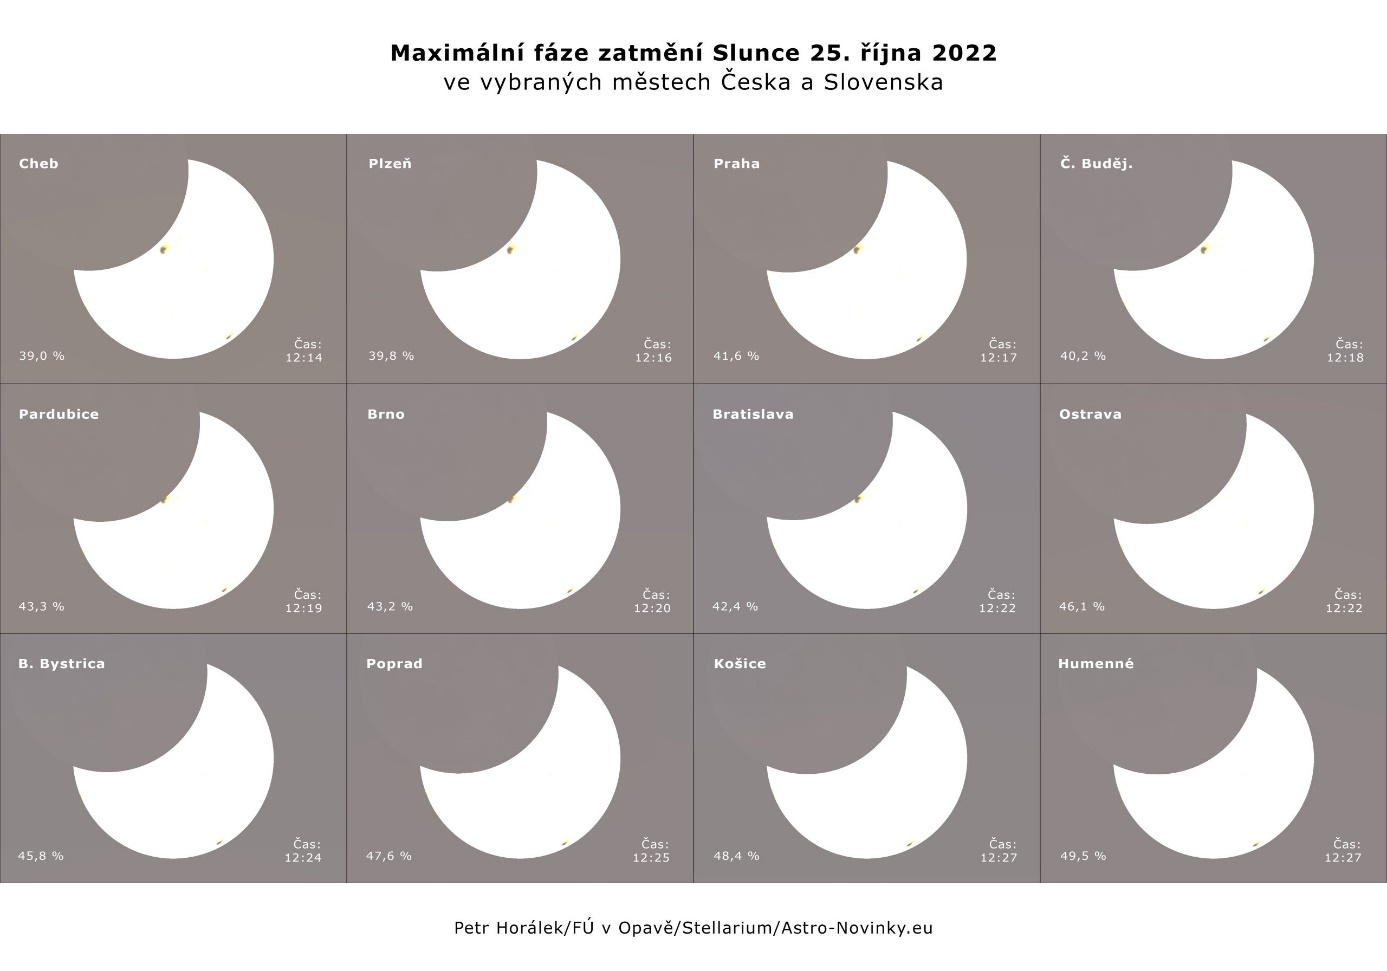 Maximální fáze zatmění Slunce 25. října 2022
ve vybraných městech Česka a Slovenska
Cheb
39,0 %
Čas:
12:14
Plzeň
39,8 %
Čas:
12:16
Praha
41,6 %
Čas:
12:17
Č. Buděj.
40,2 %
Čas:
12:18
Pardubice
43,3 %
Čas:
12:19
Brno
43,2 %
Čas:
12:20
Bratislava
42,4 %
Čas:
12:22
Ostrava
46,1 %
Čas:
12:22
B. Bystrica
45,8 %
Čas:
12:24
Poprad
47,6 %
Čas:
12:25
Košice
48,4 %
Čas:
12:27
Humenné
49,5 %
Čas:
12:27
Petr Horálek/FÚ v Opavě/Stellarium/Astro-Novinky.eu